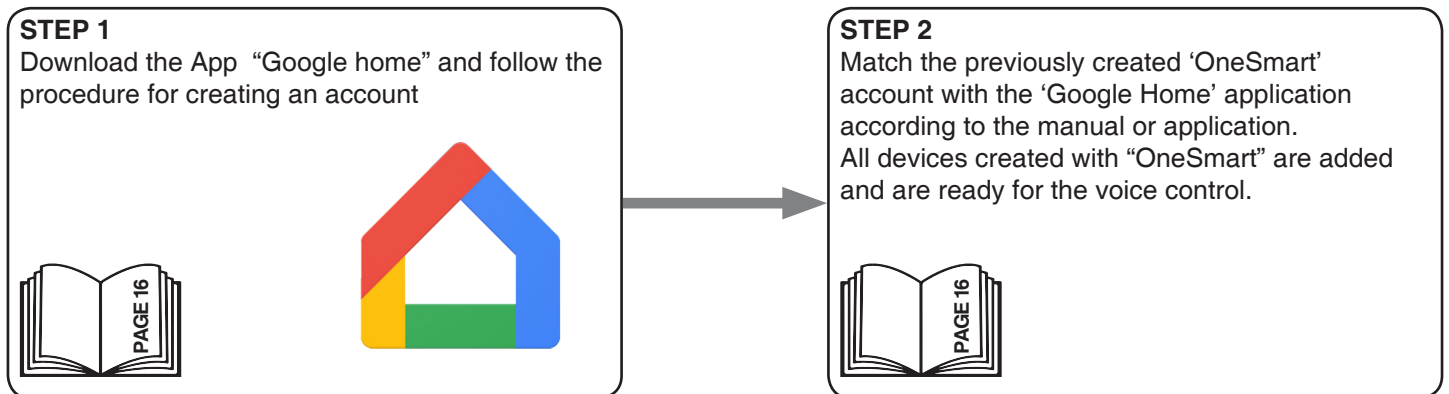 STEP 1
Download the App “Google home” and follow the
procedure for creating an account
PAGE 16
STEP 2
Match the previously created ‘OneSmart’
account with the ‘Google Home’ application
according to the manual or application.
All devices created with “OneSmart” are added
and are ready for the voice control.
PAGE 16